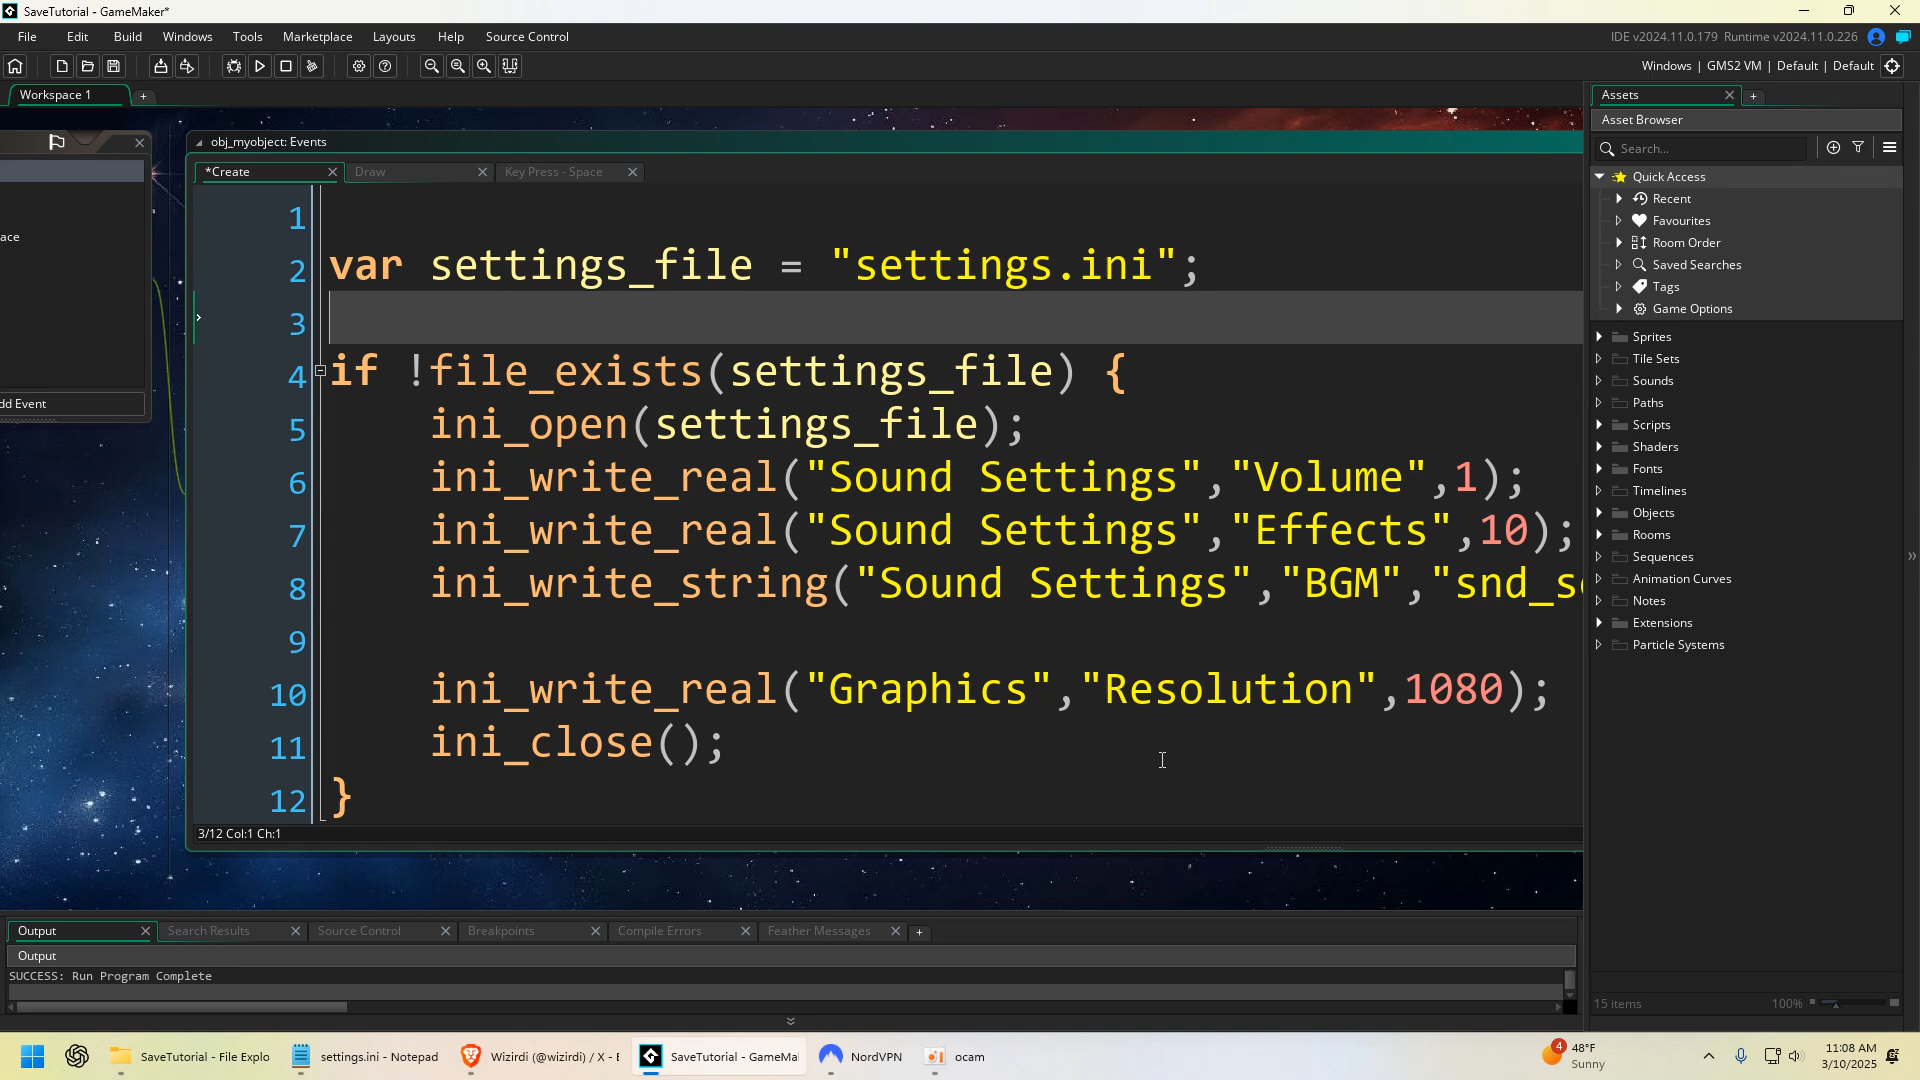 SaveTutorial - GameMaker*
File Edit Build Windows Tools Marketplace Layouts Help Source Control
IDE v2024.11.0.179 Runtime v2024.11.0.226
Windows | GMS2 VM | Default | Default
Workspace 1
obj_myobject: Events
*Create Draw Key Press - Space
ace
dd Event
1
2 var settings_file = "settings.ini";
3
4 if !file_exists(settings_file) {
5 ini_open(settings_file);
6 ini_write_real("Sound Settings","Volume",1);
7 ini_write_real("Sound Settings","Effects",10);
8 ini_write_string("Sound Settings","BGM","snd_s
9
10 ini_write_real("Graphics","Resolution",1080);
11 ini_close();
12 }
3/12 Col:1 Ch:1
Assets
Asset Browser
Search...
Quick Access
Recent
Favourites
Room Order
Saved Searches
Tags
Game Options
Sprites
Tile Sets
Sounds
Paths
Scripts
Shaders
Fonts
Timelines
Objects
Rooms
Sequences
Animation Curves
Notes
Extensions
Particle Systems
15 items 100%
Output Search Results Source Control Breakpoints Compile Errors Feather Messages
Output
SUCCESS: Run Program Complete
SaveTutorial - File Explo
settings.ini - Notepad
Wizirdi (@wizirdi) / X - E
SaveTutorial - GameMa
NordVPN
ocam
4
48°F
Sunny
11:08 AM
3/10/2025